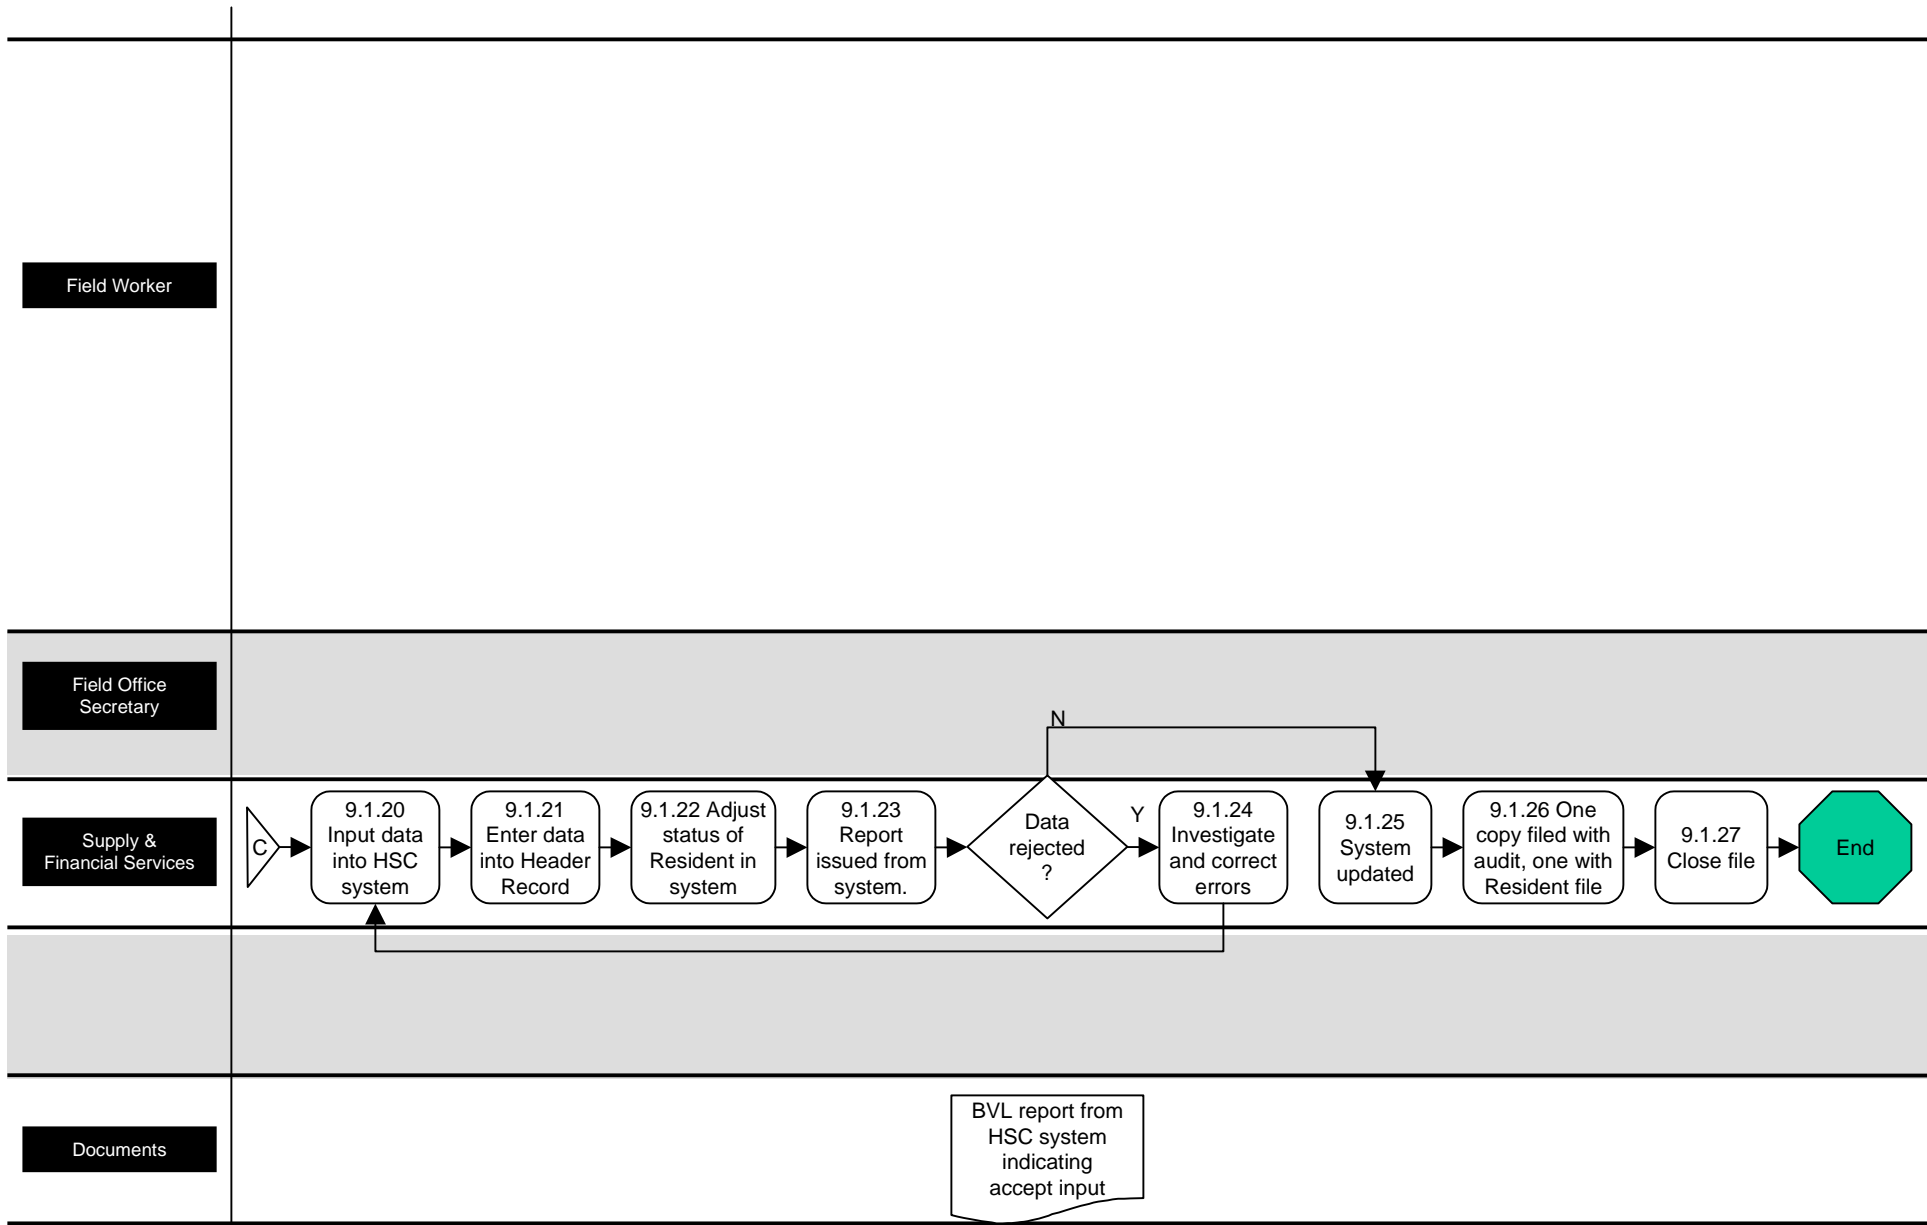 Field Worker
Field Office
Secretary
N
Supply &
Financial Services
C
9.1.20
Input data
into HSC
system
9.1.21
Enter data
into Header
Record
9.1.22 Adjust
status of
Resident in
system
9.1.23
Report
issued from
system.
Data
rejected
?
Y
9.1.24
Investigate
and correct
errors
9.1.25
System
updated
9.1.26 One
copy filed with
audit, one with
Resident file
9.1.27
Close file
End
Documents
BVL report from
HSC system
indicating
accept input